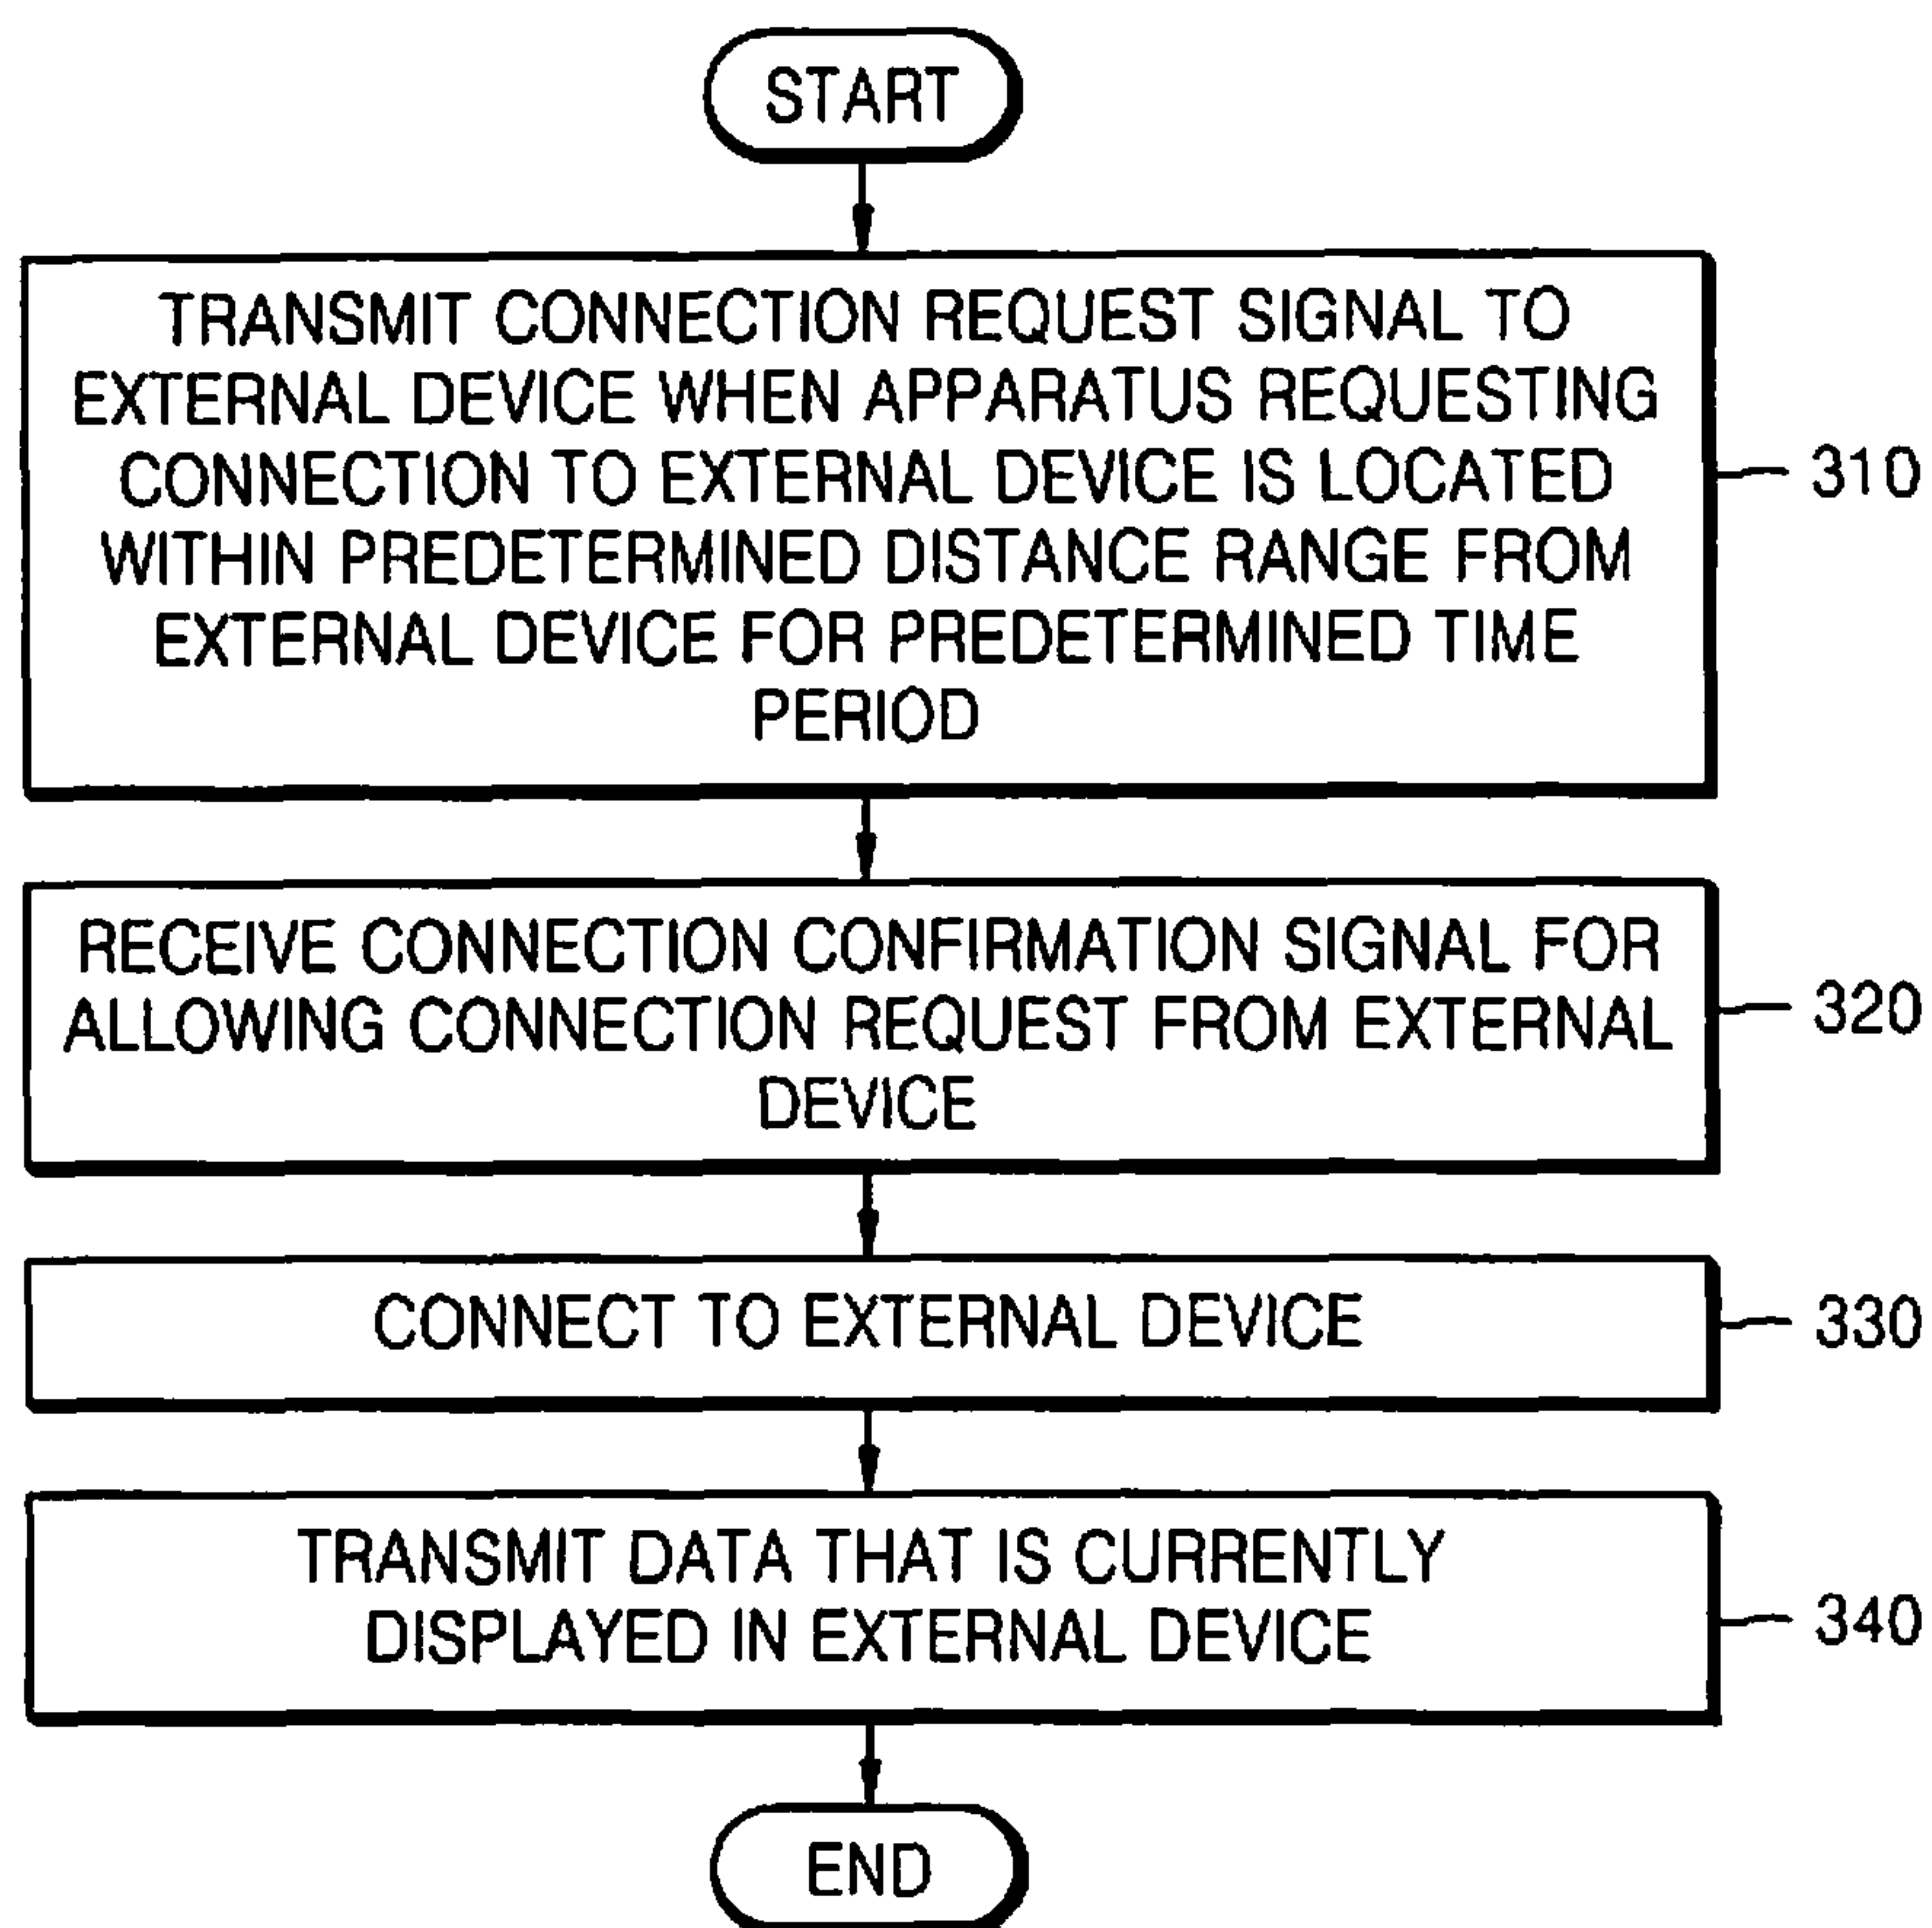 START
TRANSMIT CONNECTION REQUEST SIGNAL TO
EXTERNAL DEVICE WHEN APPARATUS REQUESTING
CONNECTION TO EXTERNAL DEVICE IS LOCATED
WITHIN PREDETERMINED DISTANCE RANGE FROM
EXTERNAL DEVICE FOR PREDETERMINED TIME
PERIOD
310
RECEIVE CONNECTION CONFIRMATION SIGNAL FOR
ALLOWING CONNECTION REQUEST FROM EXTERNAL
DEVICE
320
CONNECT TO EXTERNAL DEVICE
330
TRANSMIT DATA THAT IS CURRENTLY
DISPLAYED IN EXTERNAL DEVICE
340
END